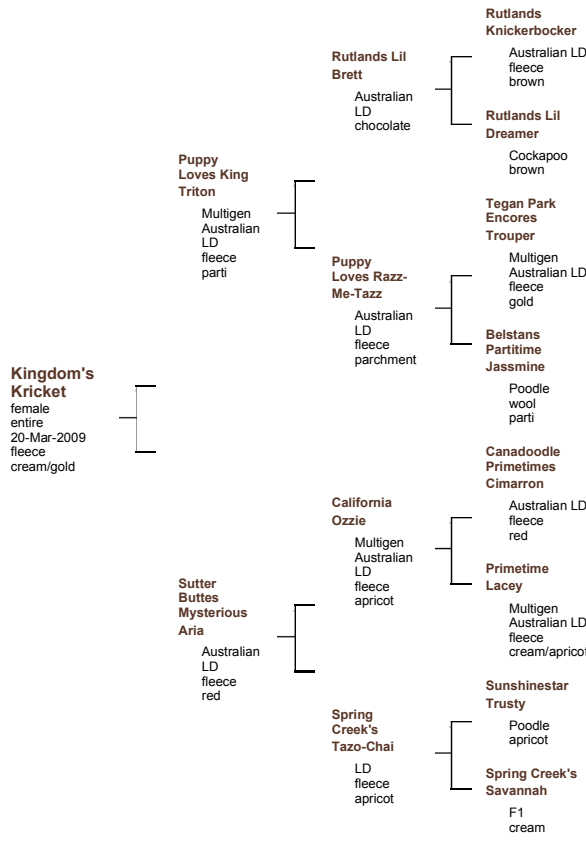 Kingdom's
Kricket
female
entire
20-Mar-2009
fleece
cream/gold
Puppy
Loves King
Triton
Multigen
Australian
LD
fleece
parti
Sutter
Buttes
Mysterious
Aria
Australian
LD
fleece
red
Rutlands Lil
Brett
Australian
LD
chocolate
Puppy
Loves Razz-
Me-Tazz
Australian
LD
fleece
parchment
California
Ozzie
Multigen
Australian
LD
fleece
apricot
Spring
Creek's
Tazo-Chai
LD
fleece
apricot
Rutlands
Knickerbocker
Australian LD
fleece
brown
Rutlands Lil
Dreamer
Cockapoo
brown
Tegan Park
Encores
Trouper
Multigen
Australian LD
fleece
gold
Belstans
Partitime
Jassmine
Poodle
wool
parti
Canadoodle
Primetimes
Cimarron
Australian LD
fleece
red
Primetime
Lacey
Multigen
Australian LD
fleece
cream/apricot
Sunshinestar
Trusty
Poodle
apricot
Spring Creek's
Savannah
F1
cream